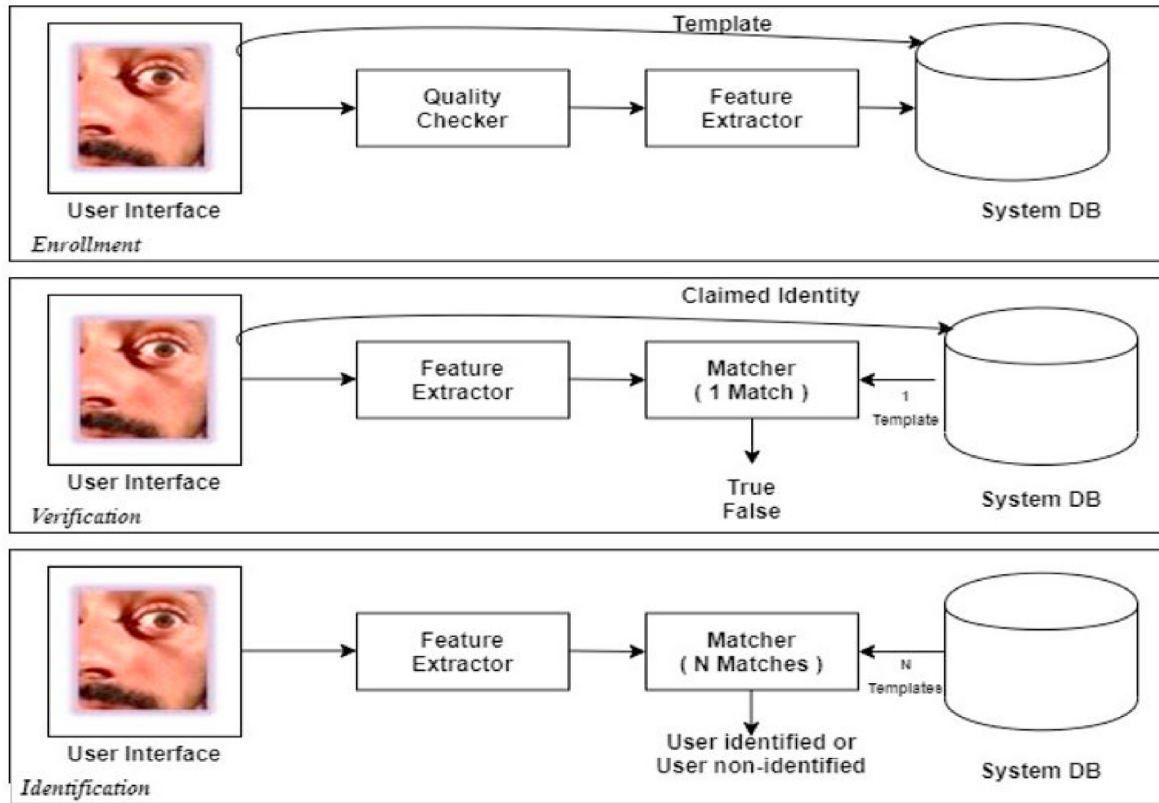 Template
Quality
Checker
Feature
Extractor
User Interface
System DB
Enrollment
Claimed Identity
Feature
Extractor
Matcher
( 1 Match )
1
Template
True
False
User Interface
System DB
Verification
Feature
Extractor
Matcher
( N Matches )
N
Templates
User identified or
User non-identified
User Interface
System DB
Identification